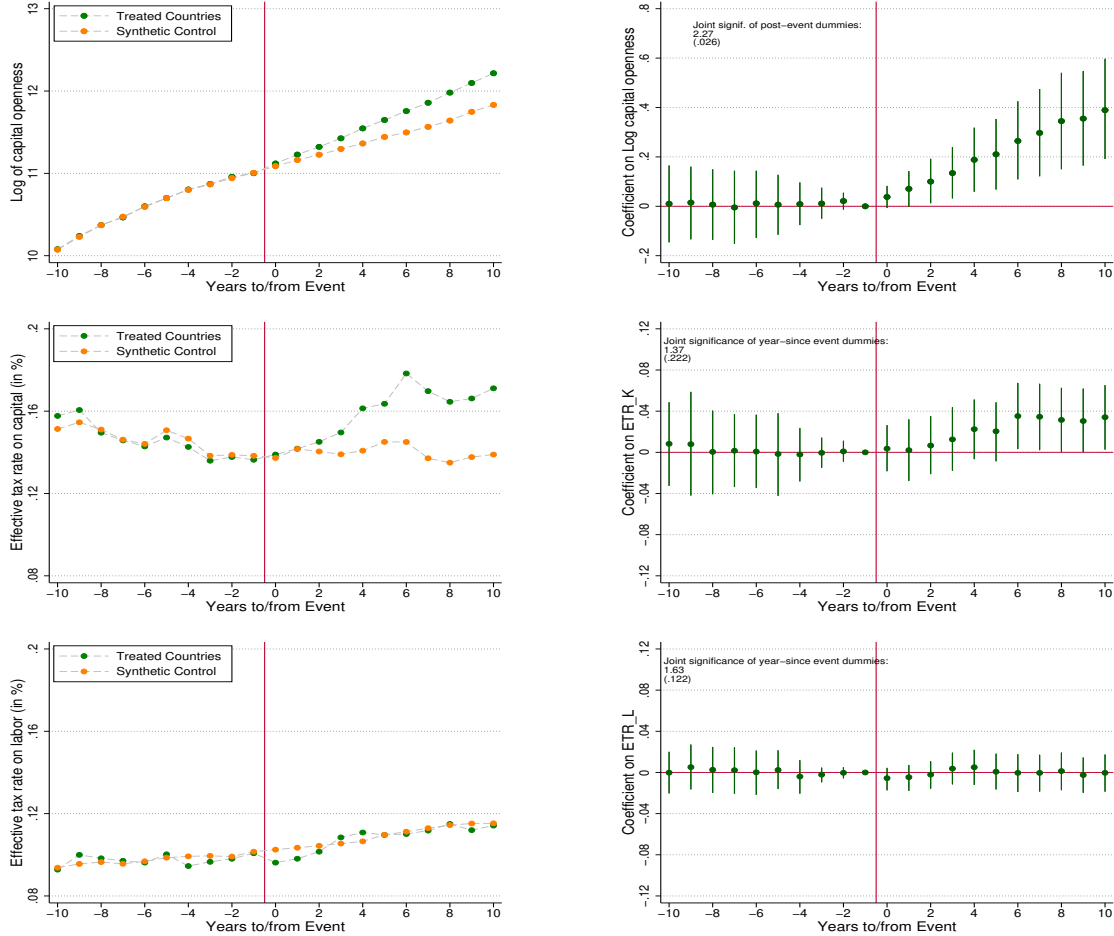 Treated Countries
Synthetic Control
Log of capital openness
13
12
11
10
−10 −8 −6 −4 −2 0 2 4 6 8 10
Years to/from Event
Joint signif. of post−event dummies:
2.27
(.026)
Coefficient on Log capital openness
.8
.6
.4
.2
0
−.2
−10 −8 −6 −4 −2 0 2 4 6 8 10
Years to/from Event
Treated Countries
Synthetic Control
Effective tax rate on capital (in %)
.2
.16
.12
.08
−10 −8 −6 −4 −2 0 2 4 6 8 10
Years to/from Event
Joint significance of year−since event dummies:
1.37
(.222)
Coefficient on ETR_K
.12
.08
.04
0
−.04
−.08
−.12
−10 −8 −6 −4 −2 0 2 4 6 8 10
Years to/from Event
Treated Countries
Synthetic Control
Effective tax rate on labor (in %)
.2
.16
.12
.08
−10 −8 −6 −4 −2 0 2 4 6 8 10
Years to/from Event
Joint significance of year−since event dummies:
1.63
(.122)
Coefficient on ETR_L
.12
.08
.04
0
−.04
−.08
−.12
−10 −8 −6 −4 −2 0 2 4 6 8 10
Years to/from Event